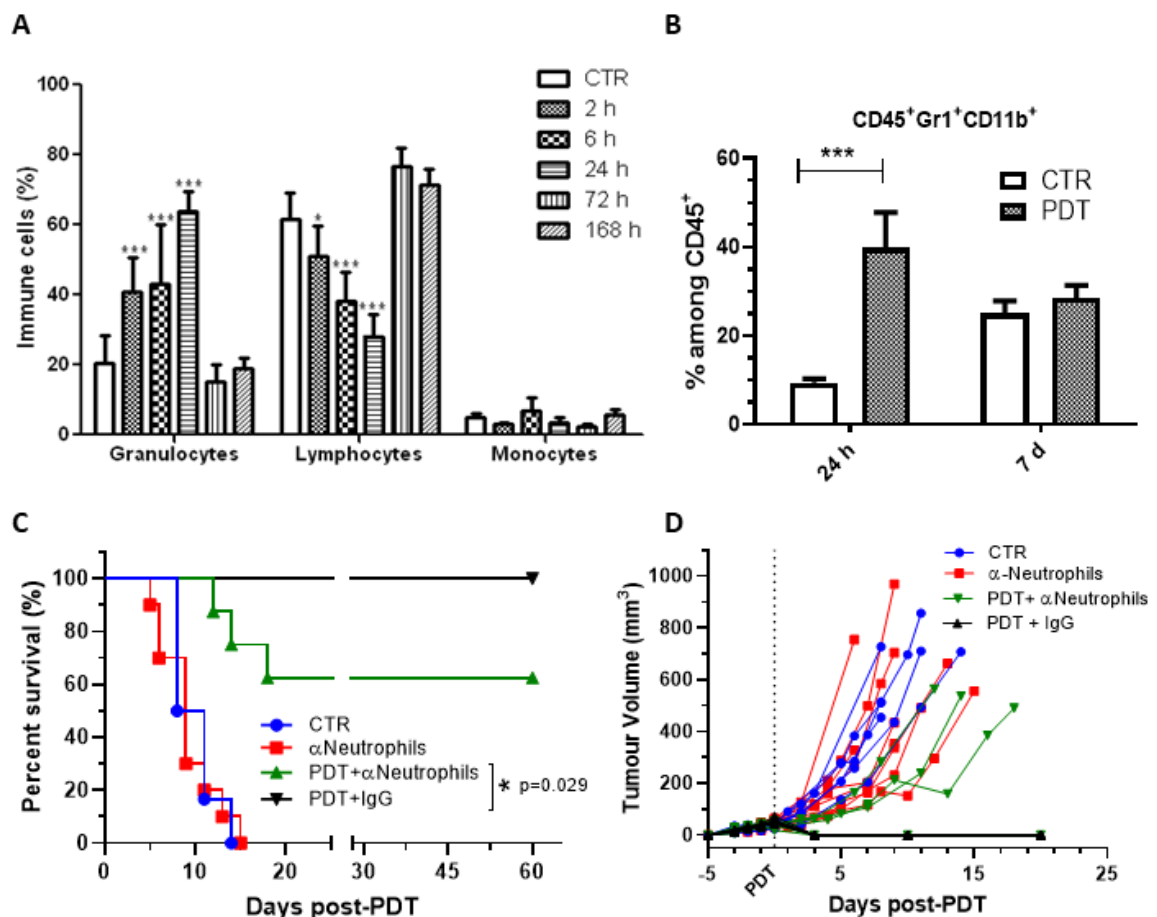 A
Immune cells (%)
100
80
60
40
20
0
CTR
2 h
6 h
24 h
72 h
168 h
***
***
***
*
***
***
Granulocytes
Lymphocytes
Monocytes
B
CD45+Gr1+CD11b+
% among CD45+
60
40
20
0
***
CTR
PDT
24 h
7 d
C
Percent survival (%)
100
80
60
40
20
0
CTR
αNeutrophils
PDT+αNeutrophils
PDT+IgG
* p=0.029
0
10
20
30
45
60
Days post-PDT
D
Tumour Volume (mm³)
1000
800
600
400
200
0
CTR
α-Neutrophils
PDT+ αNeutrophils
PDT + IgG
-5
PDT
5
15
25
Days post-PDT